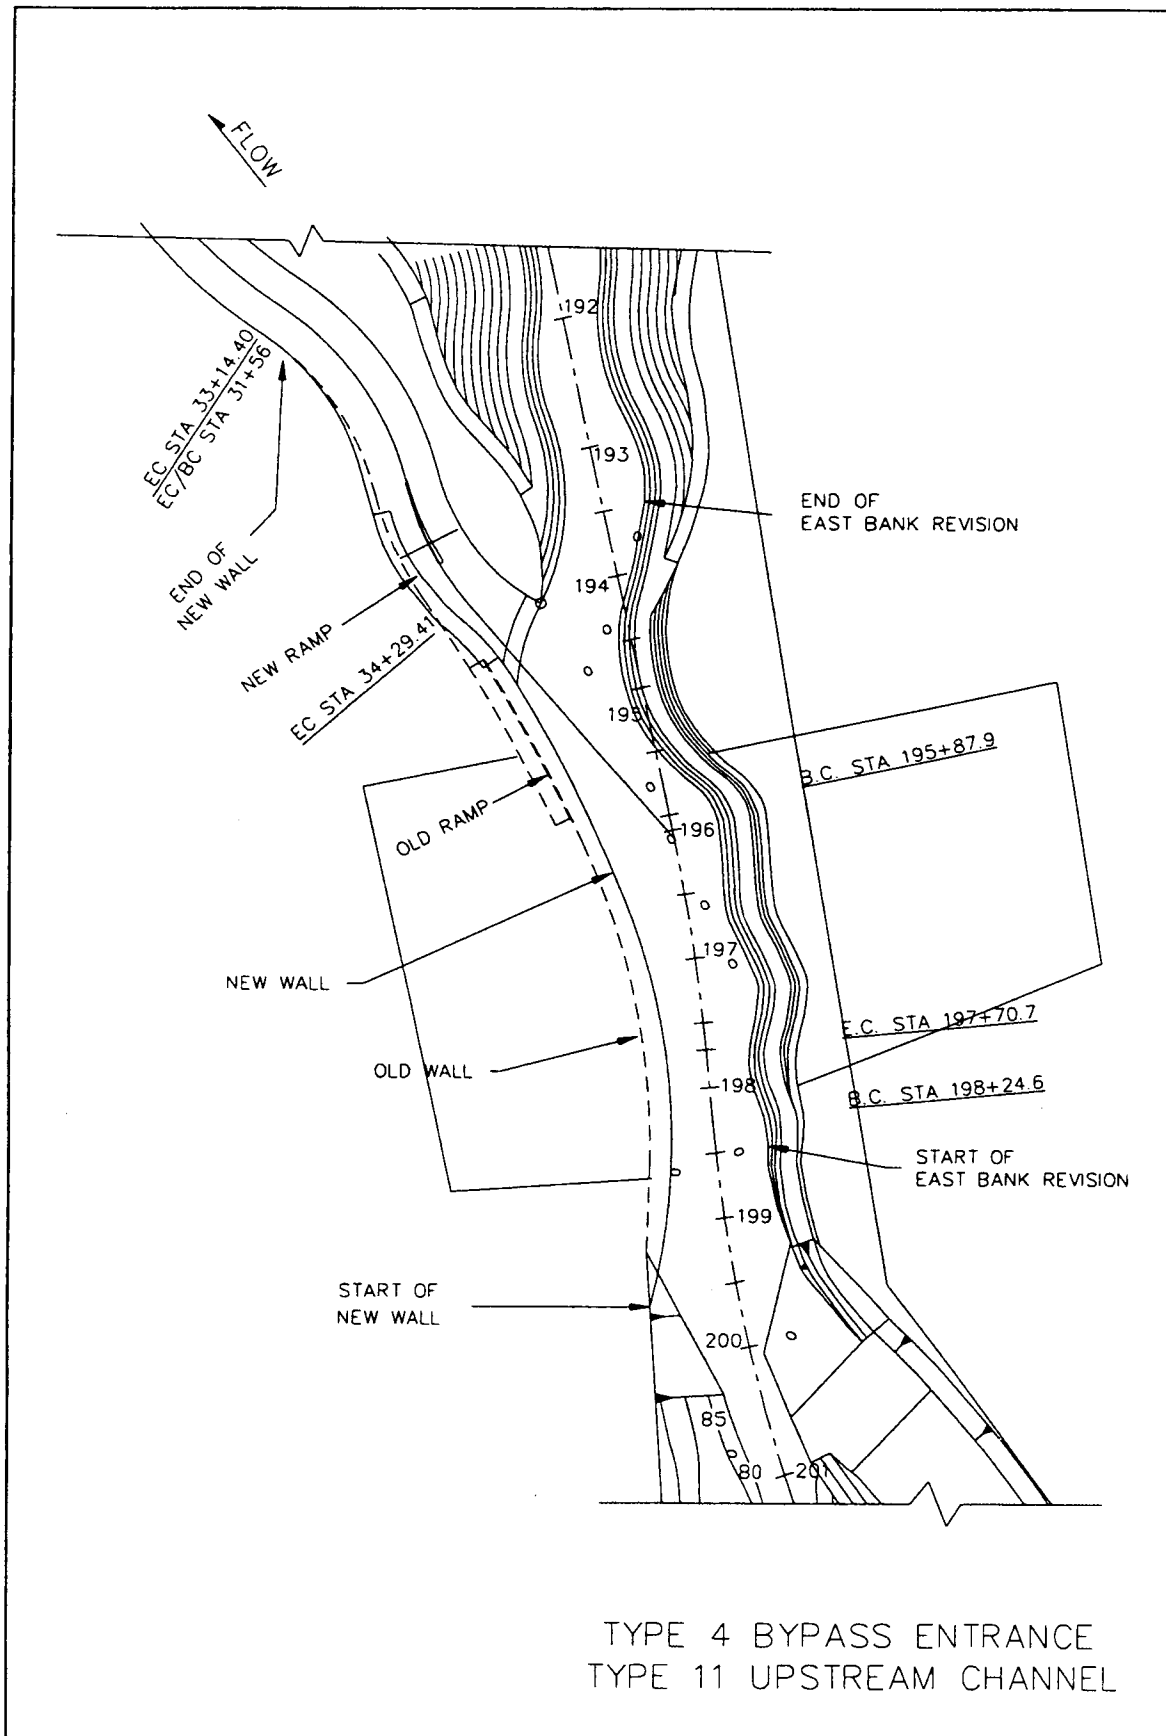 FLOW
192
EC STA 33+14.40
EC/BC STA 31+56
193
END OF
EAST BANK REVISION
END OF
NEW WALL
194
NEW RAMP
EC STA 34+29.41
195
B.C. STA 195+87.9
OLD RAMP
196
197
NEW WALL
E.C. STA 197+70.7
OLD WALL
198
B.C. STA 198+24.6
START OF
EAST BANK REVISION
199
START OF
NEW WALL
200
85
80
201
TYPE 4 BYPASS ENTRANCE
TYPE 11 UPSTREAM CHANNEL